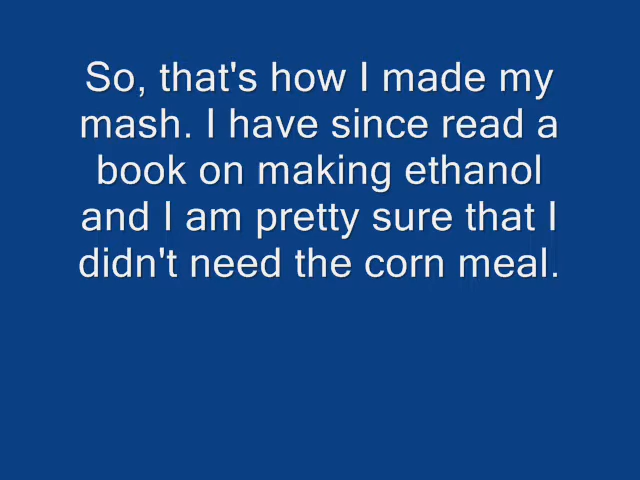 So, that's how I made my
mash. I have since read a
book on making ethanol
and I am pretty sure that I
didn't need the corn meal.